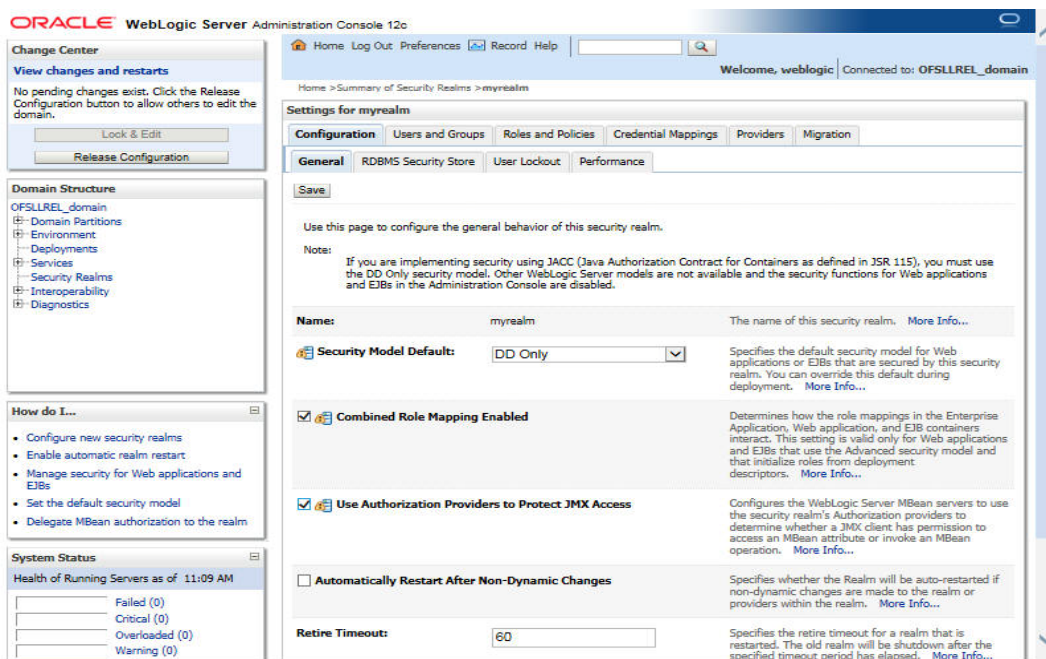 ORACLE WebLogic Server Administration Console 12c
Change Center
View changes and restarts
No pending changes exist. Click the Release
Configuration button to allow others to edit the
domain.
Lock & Edit
Release Configuration
Domain Structure
OFSLLREL_domain
Domain Partitions
Environment
Deployments
Services
Security Realms
Interoperability
Diagnostics
How do I...
Configure new security realms
Enable automatic realm restart
Manage security for Web applications and
EJBs
Set the default security model
Delegate MBean authorization to the realm
System Status
Health of Running Servers as of 11:09 AM
Failed (0)
Critical (0)
Overloaded (0)
Warning (0)
Home Log Out Preferences Record Help
Welcome, weblogic Connected to: OFSLLREL_domain
Home >Summary of Security Realms >myrealm
Settings for myrealm
Configuration Users and Groups Roles and Policies Credential Mappings Providers Migration
General RDBMS Security Store User Lockout Performance
Save
Use this page to configure the general behavior of this security realm.
Note:
If you are implementing security using JACC (Java Authorization Contract for Containers as defined in JSR 115), you must use
the DD Only security model. Other WebLogic Server models are not available and the security functions for Web applications
and EJBs in the Administration Console are disabled.
Name: myrealm The name of this security realm. More Info...
Security Model Default: DD Only
Specifies the default security model for Web
applications or EJBs that are secured by this security
realm. You can override this default during
deployment. More Info...
Combined Role Mapping Enabled
Determines how the role mappings in the Enterprise
Application, Web application, and EJB containers
interact. This setting is valid only for Web applications
and EJBs that use the Advanced security model and
that initialize roles from deployment
descriptors. More Info...
Use Authorization Providers to Protect JMX Access
Configures the WebLogic Server MBean servers to use
the security realm's Authorization providers to
determine whether a JMX client has permission to
access an MBean attribute or invoke an MBean
operation. More Info...
Automatically Restart After Non-Dynamic Changes
Specifies whether the Realm will be auto-restarted if
non-dynamic changes are made to the realm or
providers within the realm. More Info...
Retire Timeout: 60
Specifies the retire timeout for a realm that is
restarted. The old realm will be shutdown after the
specified timeout period has elapsed. More Info...